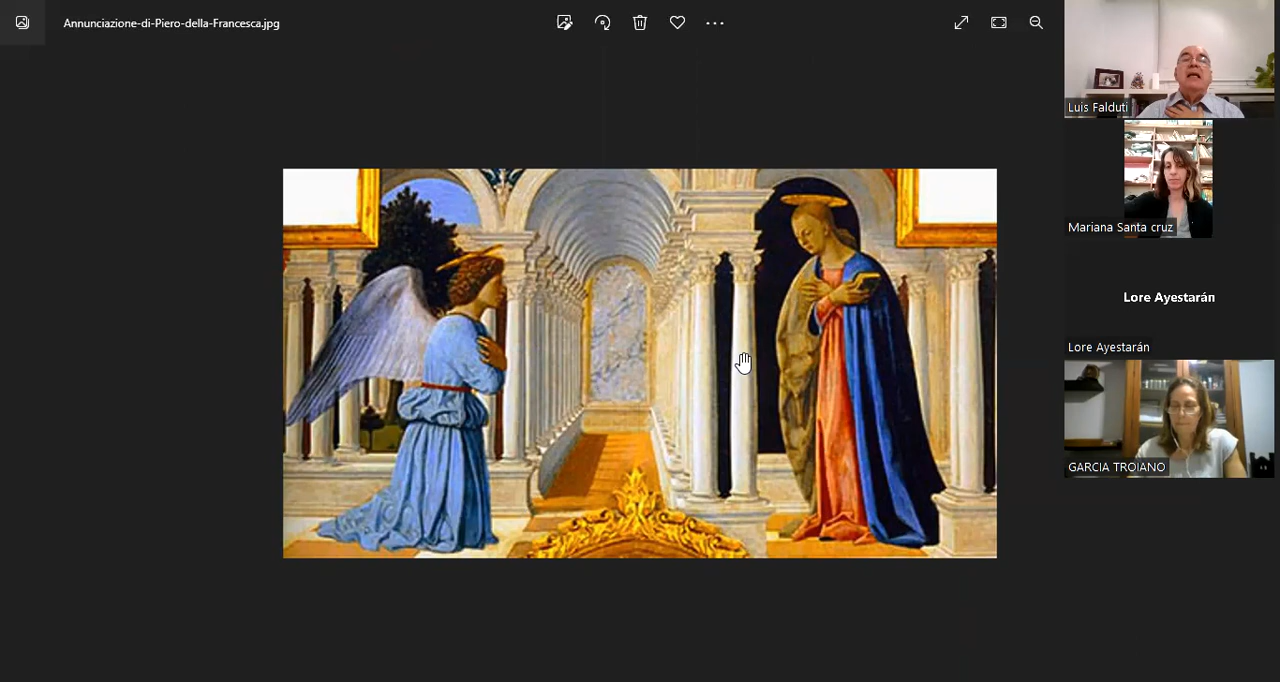 Annunciazione-di-Piero-della-Francesca.jpg
Luis Falduti
Mariana Santa cruz
Lore Ayestarán
Lore Ayestarán
GARCIA TROIANO